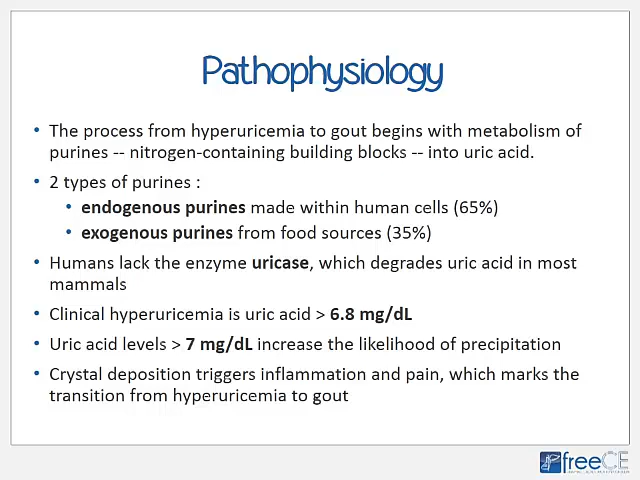 Pathophysiology
• The process from hyperuricemia to gout begins with metabolism of
purines -- nitrogen-containing building blocks -- into uric acid.
• 2 types of purines :
• endogenous purines made within human cells (65%)
• exogenous purines from food sources (35%)
• Humans lack the enzyme uricase, which degrades uric acid in most
mammals
• Clinical hyperuricemia is uric acid > 6.8 mg/dL
• Uric acid levels > 7 mg/dL increase the likelihood of precipitation
• Crystal deposition triggers inflammation and pain, which marks the
transition from hyperuricemia to gout
freeCE